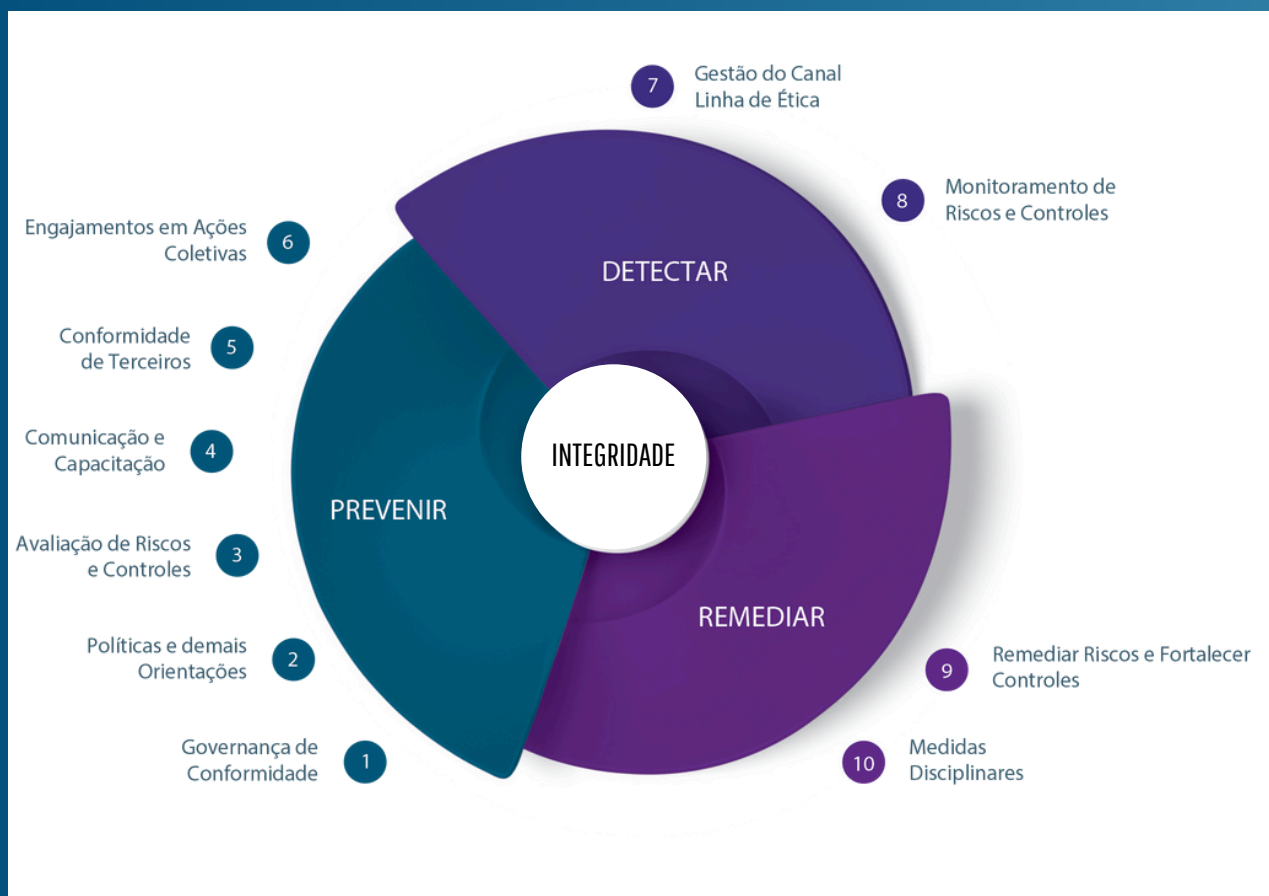 7
Gestão do Canal
Linha de Ética
8
Monitoramento de
Riscos e Controles
Engajamentos em Ações
Coletivas
6
DETECTAR
Conformidade
de Terceiros
5
Comunicação e
Capacitação
4
INTEGRIDADE
PREVENIR
Avaliação de Riscos
e Controles
3
REMEDIAR
Políticas e demais
Orientações
2
9
Remediar Riscos e Fortalecer
Controles
Governança de
Conformidade
1
10
Medidas
Disciplinares